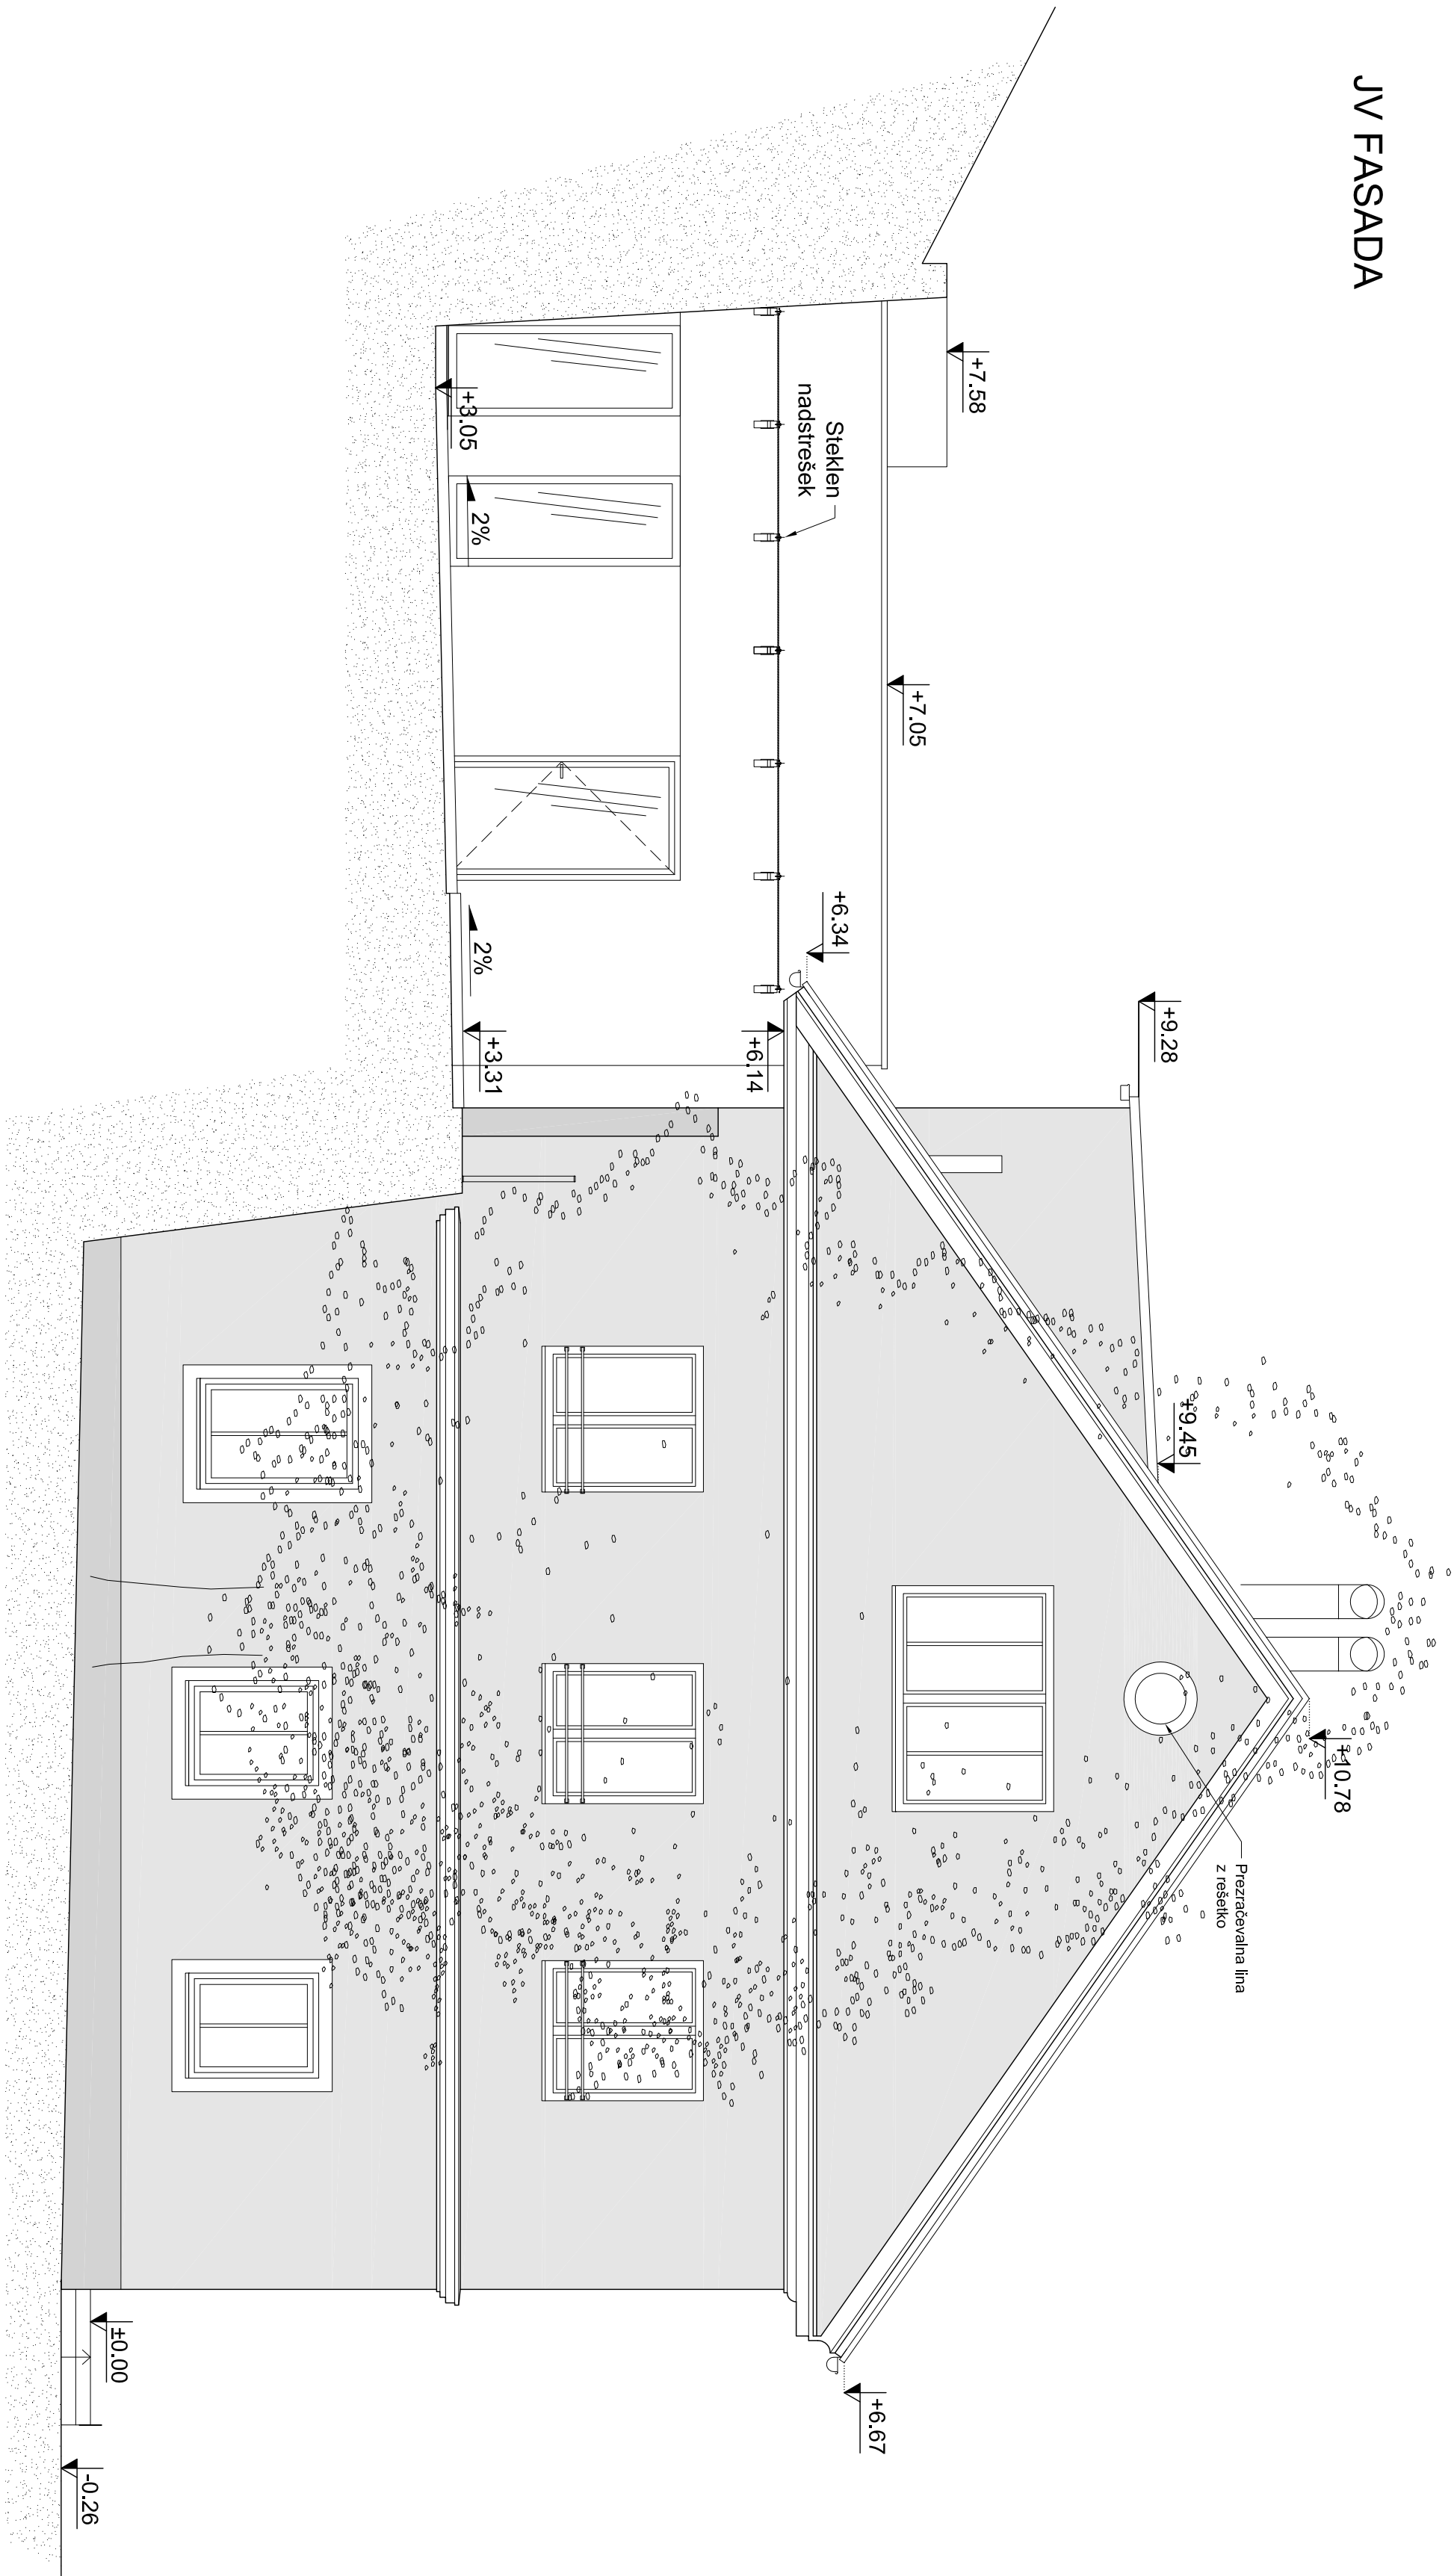 JV FASADA
+10.78
Prezračevalna lina
z rešetko
+9.28
+9.45
+7.58
+7.05
+6.34
+6.67
Steklen
nadstrešek
+6.14
+3.05
2%
2%
+3.31
±0.00
-0.26